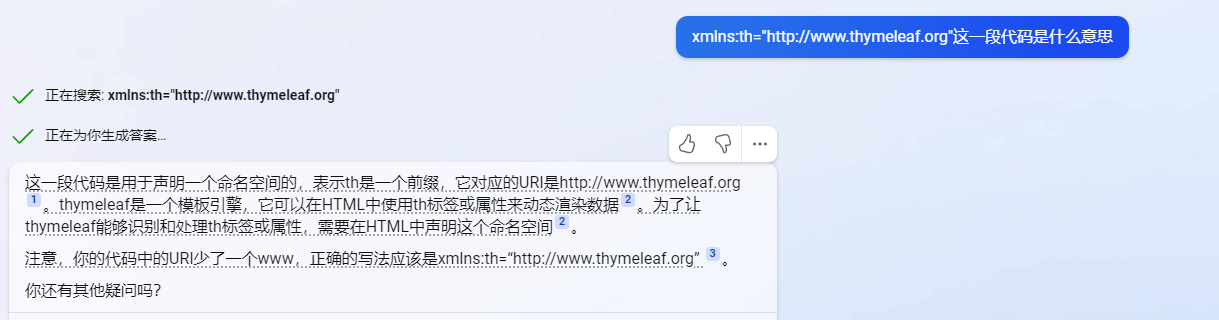 xmlns:th="http://www.thymeleaf.org"这一段代码是什么意思
正在搜索: xmlns:th="http://www.thymeleaf.org"
正在为你生成答案...
这一段代码是用于声明一个命名空间的，表示th是一个前缀，它对应的URI是http://www.thymeleaf.org
1 。thymeleaf是一个模板引擎，它可以在HTML中使用th标签或属性来动态渲染数据 2 。为了让
thymeleaf能够识别和处理th标签或属性，需要在HTML中声明这个命名空间 2 。
注意，你的代码中的URI少了一个www，正确的写法应该是xmlns:th=“http://www.thymeleaf.org” 3 。
你还有其他疑问吗？